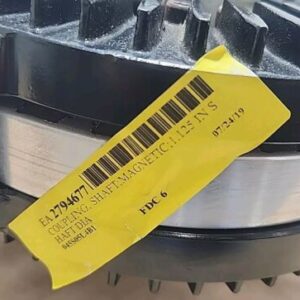 EA2794677
COUPLING, SHAFT,MAGNETIC,1.125 IN S
HAFT DIA
FDC 6
07/24/19